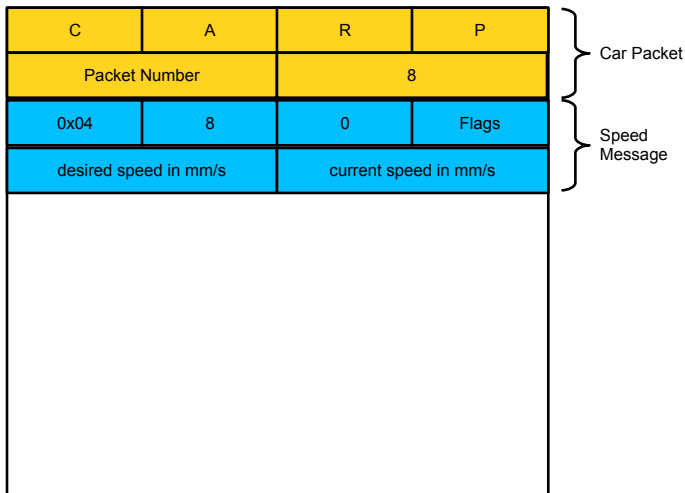 C A R P
Car Packet
Packet Number 8
0x04 8 0 Flags
Speed
Message
desired speed in mm/s current speed in mm/s